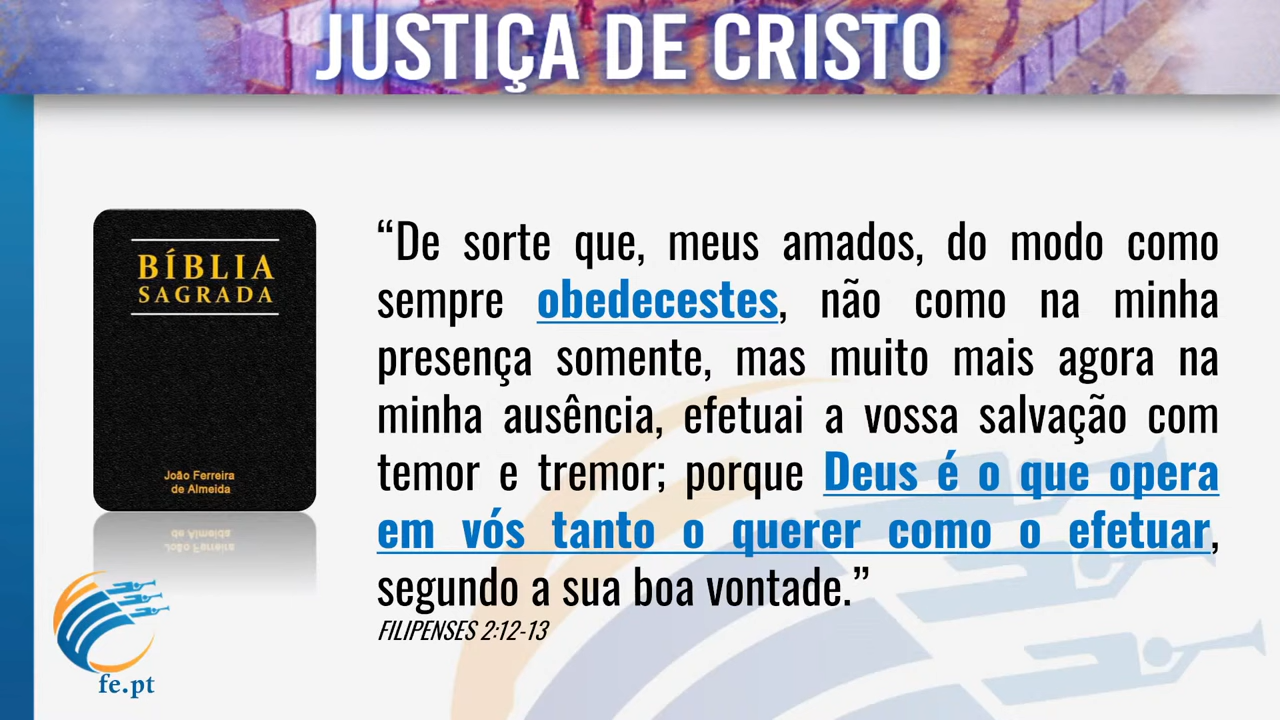 JUSTIÇA DE CRISTO
BÍBLIA
SAGRADA
João Ferreira
de Almeida
“De sorte que, meus amados, do modo como
sempre obedecestes, não como na minha
presença somente, mas muito mais agora na
minha ausência, efetuai a vossa salvação com
temor e tremor; porque Deus é o que opera
em vós tanto o querer como o efetuar,
segundo a sua boa vontade.”
FILIPENSES 2:12-13
fe.pt